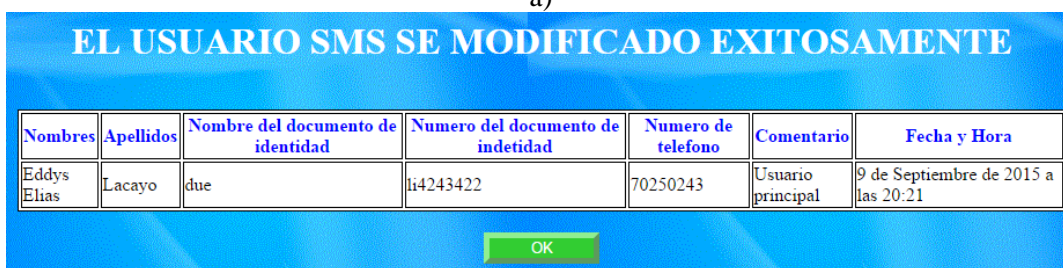 a)
EL USUARIO SMS SE MODIFICADO EXITOSAMENTE
Nombres Apellidos Nombre del documento de identidad Numero del documento de indetidad Numero de telefono Comentario Fecha y Hora
Eddys Elias Lacayo due li4243422 70250243 Usuario principal 9 de Septiembre de 2015 a las 20:21
OK